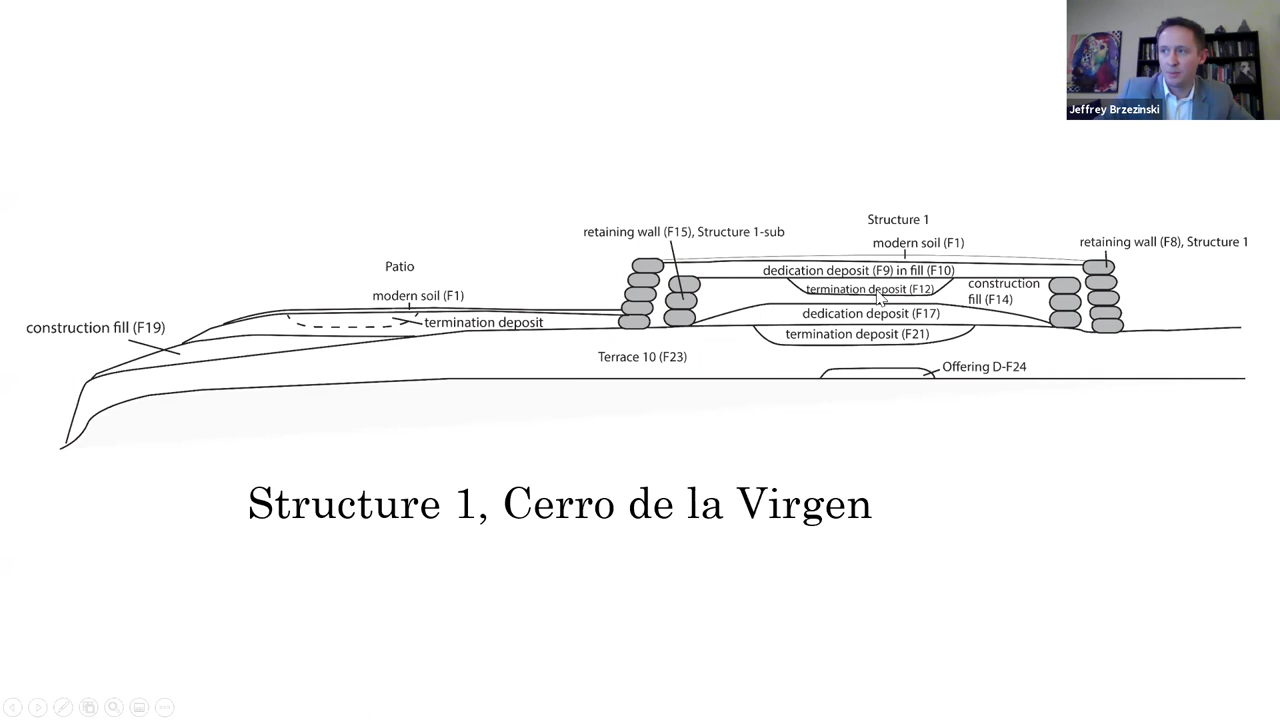 Jeffrey Brzezinski
Structure 1
retaining wall (F15), Structure 1-sub
modern soil (F1)
retaining wall (F8), Structure 1
Patio
dedication deposit (F9) in fill (F10)
termination deposit (F12)
construction
fill (F14)
modern soil (F1)
dedication deposit (F17)
construction fill (F19)
termination deposit
termination deposit (F21)
Terrace 10 (F23)
Offering D-F24
Structure 1, Cerro de la Virgen